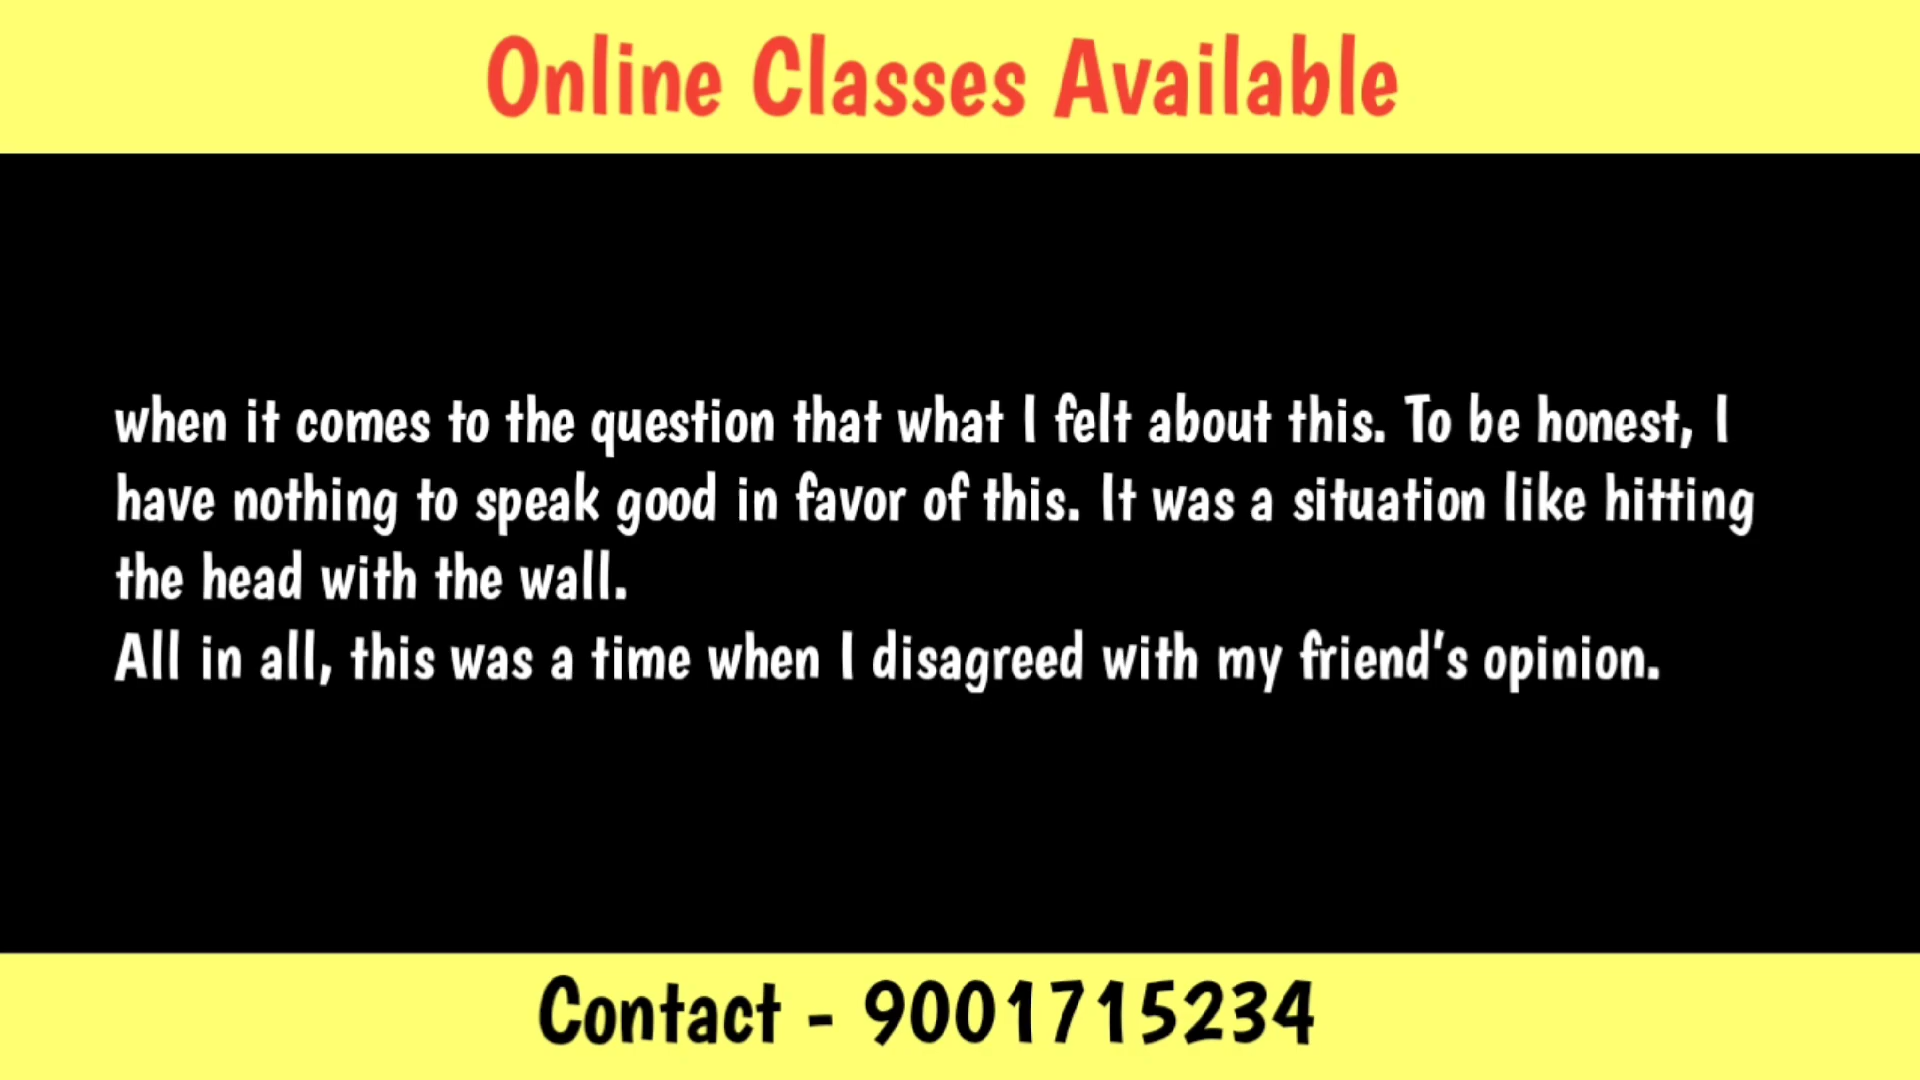 Online Classes Available
when it comes to the question that what I felt about this. To be honest, I
have nothing to speak good in favor of this. It was a situation like hitting
the head with the wall.
All in all, this was a time when I disagreed with my friend's opinion.
Contact - 9001715234